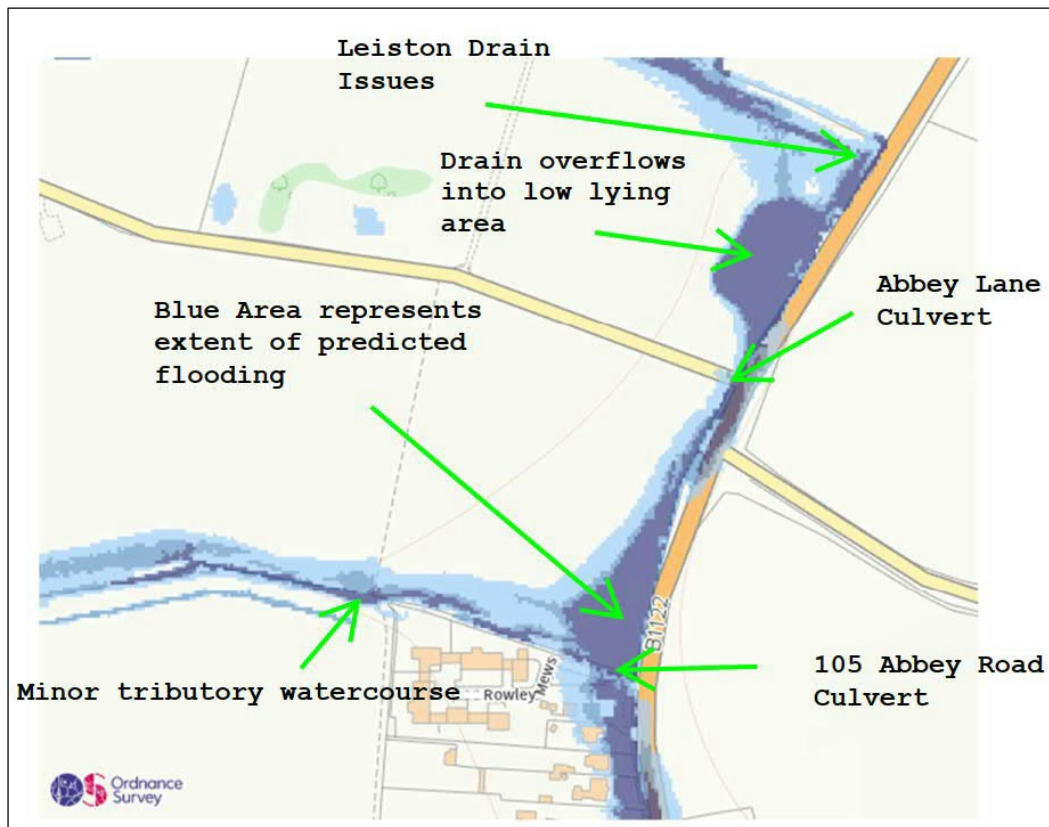 Leiston Drain
Issues
Drain overflows
into low lying
area
Abbey Lane
Culvert
Blue Area represents
extent of predicted
flooding
B1122
105 Abbey Road
Culvert
Minor tributory watercourse
Rowley Mews
Ordnance
Survey